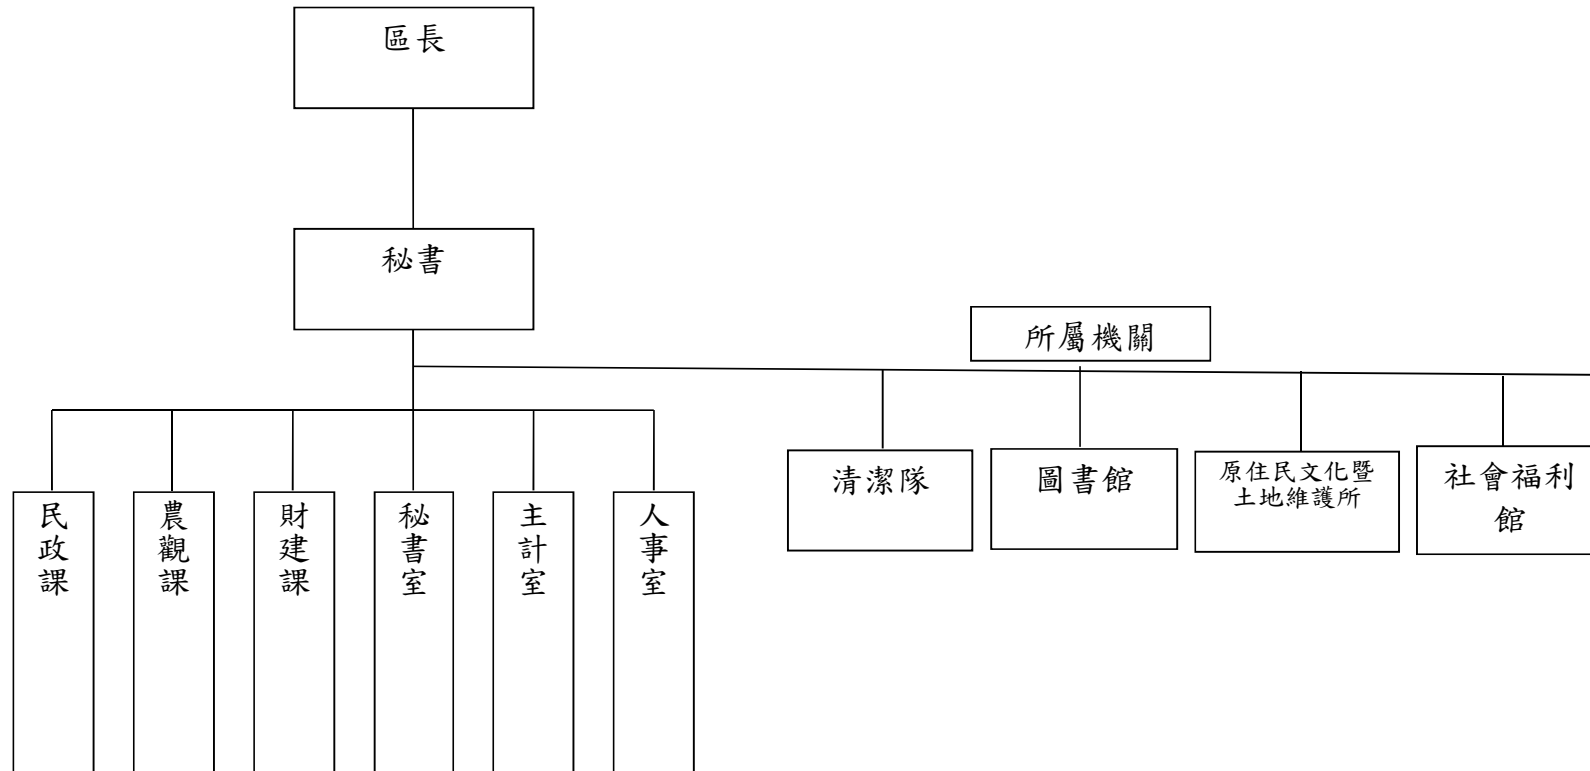 區長
秘書
所屬機關
清潔隊
圖書館
原住民文化暨
土地維護所
社會福利
館
民政課
農觀課
財建課
秘書室
主計室
人事室